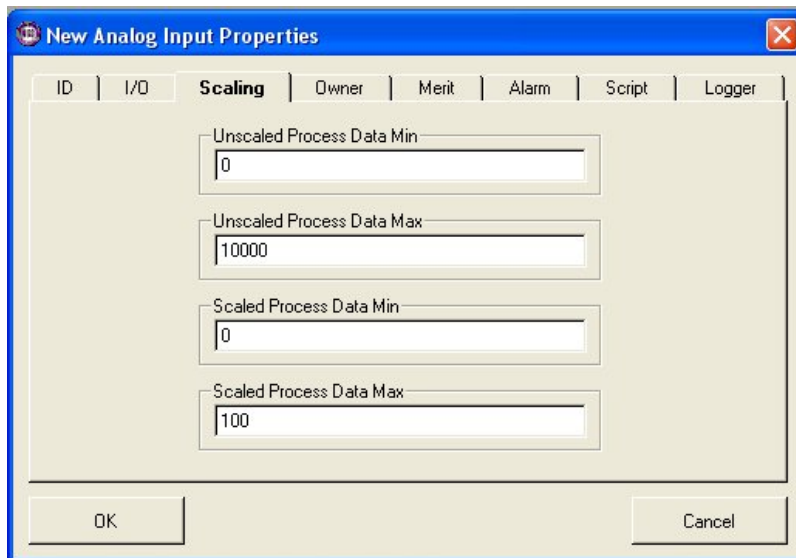 New Analog Input Properties
ID I/O Scaling Owner Merit Alarm Script Logger
Unscaled Process Data Min
0
Unscaled Process Data Max
10000
Scaled Process Data Min
0
Scaled Process Data Max
100
OK Cancel